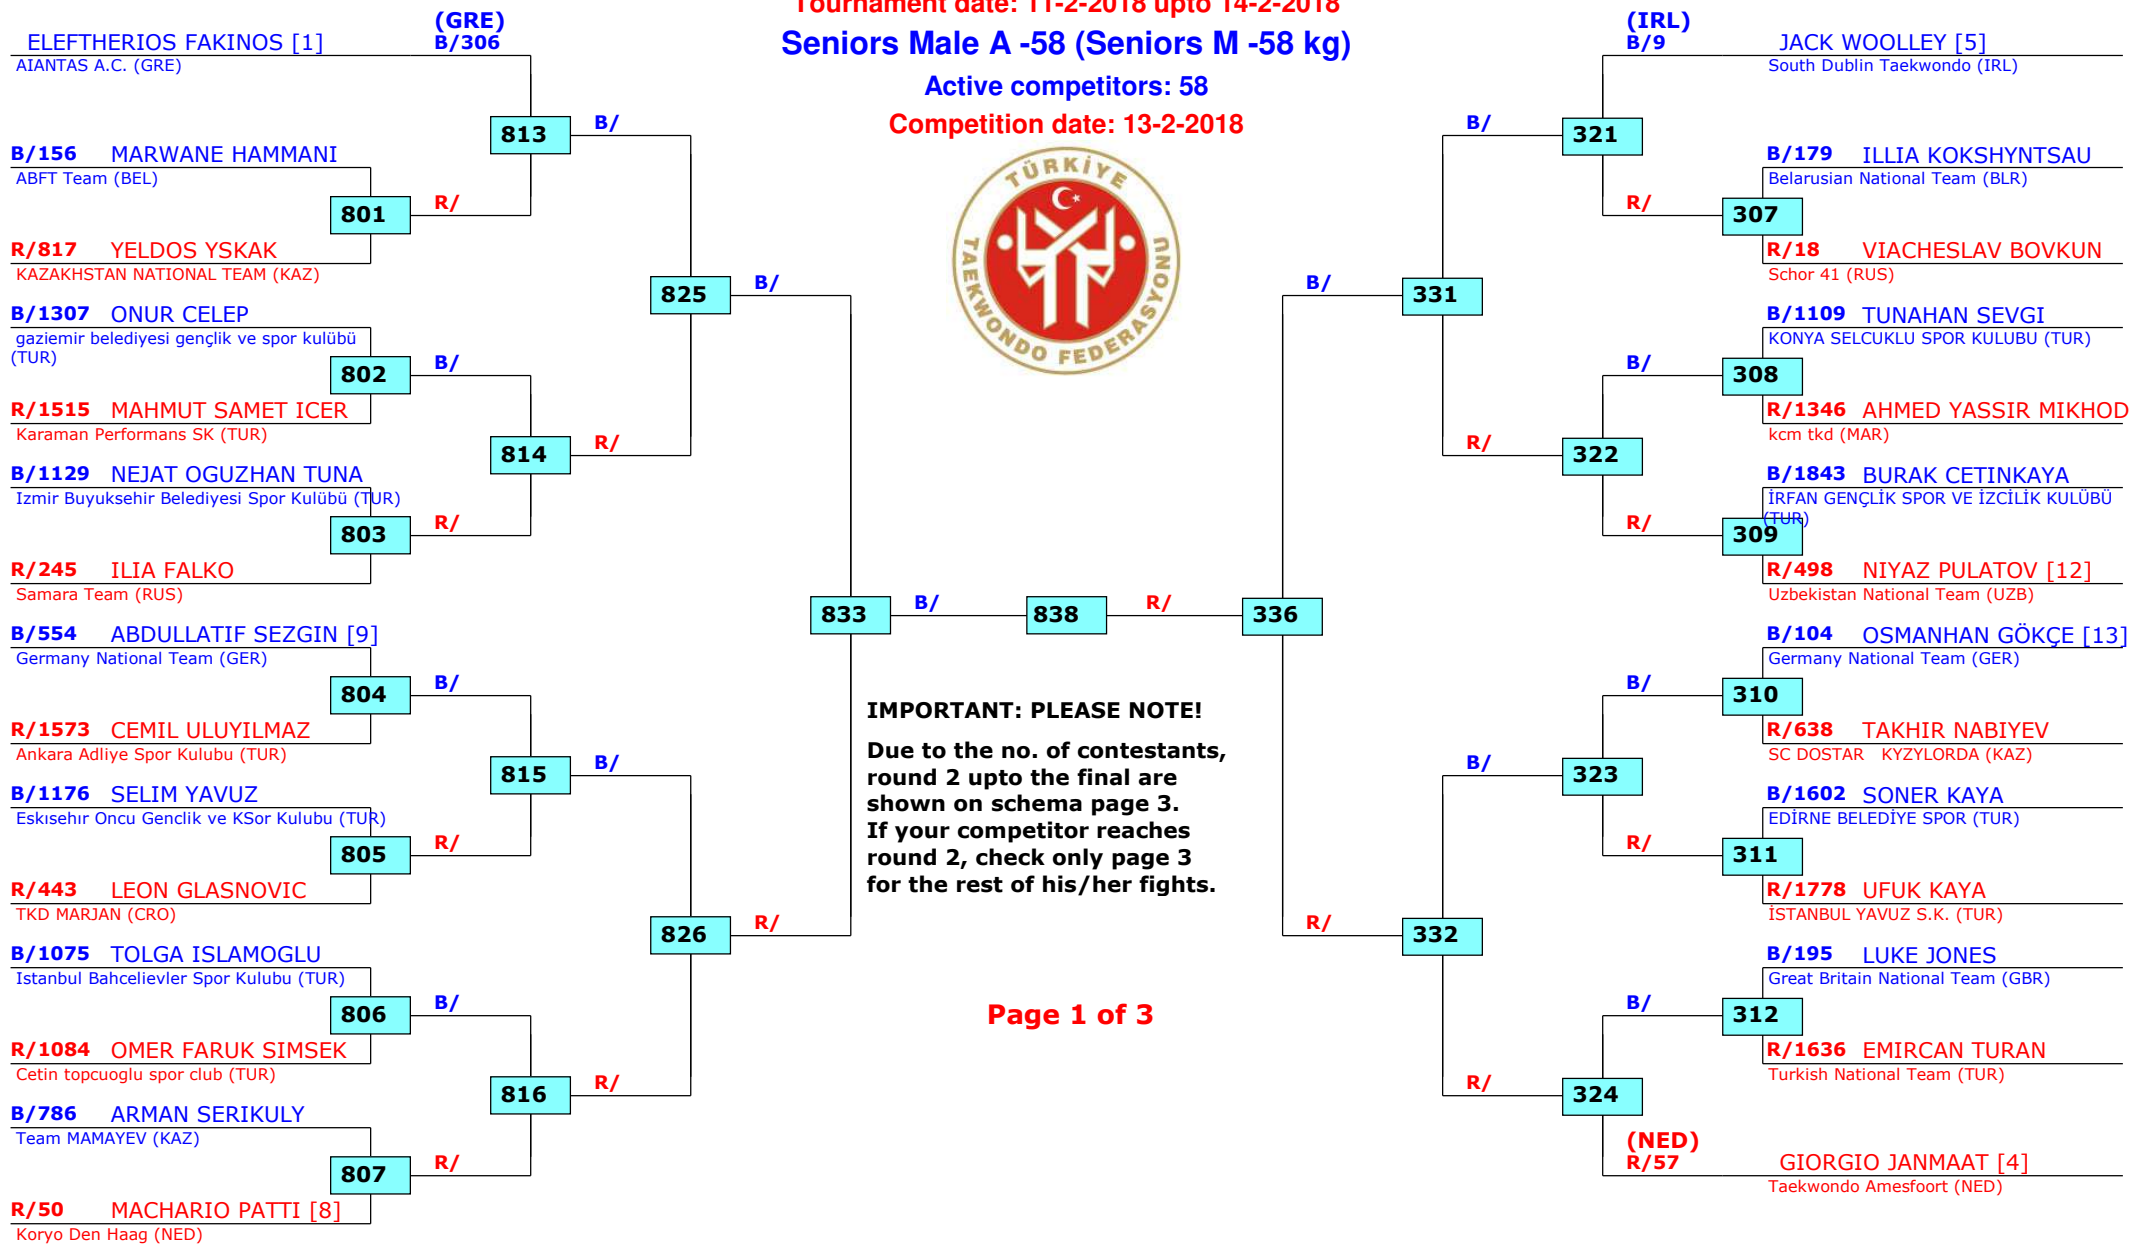 Tournament date: 11-2-2018 upto 14-2-2018
Seniors Male A -58 (Seniors M -58 kg)
Active competitors: 58
Competition date: 13-2-2018
TÜRKİYE
TAEKWONDO FEDERASYONU
(GRE)
ELEFTHERIOS FAKINOS [1] B/306
AIANTAS A.C. (GRE)
813 B/
B/156 MARWANE HAMMANI
ABFT Team (BEL)
801 R/
R/817 YELDOS YSKAK
KAZAKHSTAN NATIONAL TEAM (KAZ)
825 B/
B/1307 ONUR CELEP
gaziemir belediyesi gençlik ve spor kulübü
(TUR)
802 B/
R/1515 MAHMUT SAMET ICER
Karaman Performans SK (TUR)
814 R/
B/1129 NEJAT OGUZHAN TUNA
Izmir Buyuksehir Belediyesi Spor Kulübü (TUR)
803 R/
R/245 ILIA FALKO
Samara Team (RUS)
833 B/ 838 R/ 336
B/554 ABDULLATIF SEZGIN [9]
Germany National Team (GER)
804 B/
R/1573 CEMIL ULUYILMAZ
Ankara Adliye Spor Kulubu (TUR)
815 B/
B/1176 SELIM YAVUZ
Eskısehır Oncu Genclik ve KSor Kulubu (TUR)
805 R/
R/443 LEON GLASNOVIC
TKD MARJAN (CRO)
826 R/
B/1075 TOLGA ISLAMOGLU
Istanbul Bahcelievler Spor Kulubu (TUR)
806 B/
R/1084 OMER FARUK SIMSEK
Cetin topcuoglu spor club (TUR)
816 R/
B/786 ARMAN SERIKULY
Team MAMAYEV (KAZ)
807 R/
R/50 MACHARIO PATTI [8]
Koryo Den Haag (NED)
IMPORTANT: PLEASE NOTE!
Due to the no. of contestants,
round 2 upto the final are
shown on schema page 3.
If your competitor reaches
round 2, check only page 3
for the rest of his/her fights.
Page 1 of 3
(IRL)
B/9 JACK WOOLLEY [5]
South Dublin Taekwondo (IRL)
B/ 321
B/179 ILLIA KOKSHYNTSAU
Belarusian National Team (BLR)
R/ 307
R/18 VIACHESLAV BOVKUN
Schor 41 (RUS)
B/ 331
B/1109 TUNAHAN SEVGI
KONYA SELCUKLU SPOR KULUBU (TUR)
B/ 308
R/1346 AHMED YASSIR MIKHOD
kcm tkd (MAR)
R/ 322
B/1843 BURAK CETINKAYA
İRFAN GENÇLİK SPOR VE İZCİLİK KULÜBÜ
(TUR)
R/ 309
R/498 NIYAZ PULATOV [12]
Uzbekistan National Team (UZB)
B/104 OSMANHAN GÖKÇE [13]
Germany National Team (GER)
B/ 310
R/638 TAKHIR NABIYEV
SC DOSTAR KYZYLORDA (KAZ)
B/ 323
B/1602 SONER KAYA
EDİRNE BELEDİYE SPOR (TUR)
R/ 311
R/1778 UFUK KAYA
İSTANBUL YAVUZ S.K. (TUR)
R/ 332
B/195 LUKE JONES
Great Britain National Team (GBR)
B/ 312
R/1636 EMIRCAN TURAN
Turkish National Team (TUR)
R/ 324
(NED)
R/57 GIORGIO JANMAAT [4]
Taekwondo Amesfoort (NED)